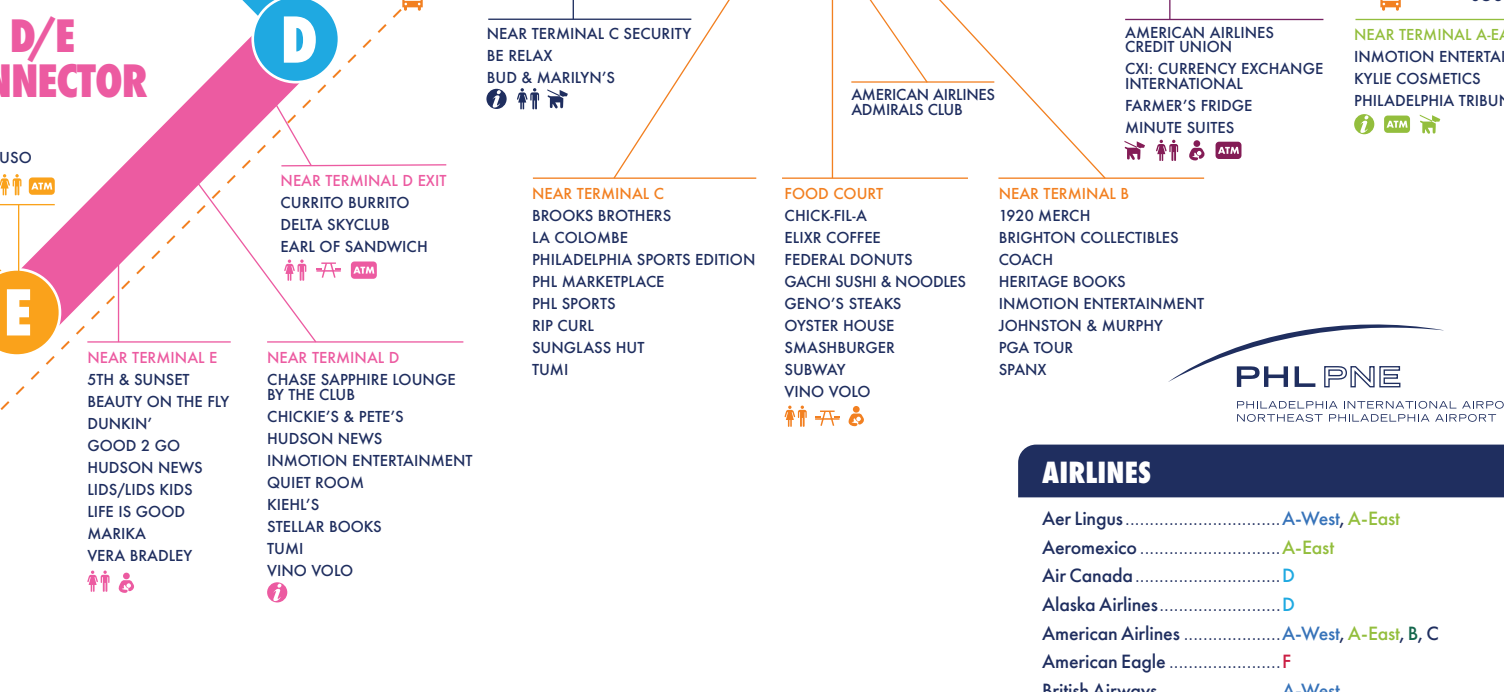 D/E
D
NEAR TERMINAL C SECURITY
BE RELAX
BUD & MARILYN'S
i
AMERICAN AIRLINES
ADMIRALS CLUB
AMERICAN AIRLINES
CREDIT UNION
CXI: CURRENCY EXCHANGE
INTERNATIONAL
FARMER'S FRIDGE
MINUTE SUITES
ATM
NEAR TERMINAL A-EA
INMOTION ENTERTAI
KYLIE COSMETICS
PHILADELPHIA TRIBUN
i ATM
NNECTOR
USO
ATM
E
NEAR TERMINAL D EXIT
CURRITO BURRITO
DELTA SKYCLUB
EARL OF SANDWICH
ATM
NEAR TERMINAL E
5TH & SUNSET
BEAUTY ON THE FLY
DUNKIN'
GOOD 2 GO
HUDSON NEWS
LIDS/LIDS KIDS
LIFE IS GOOD
MARIKA
VERA BRADLEY
NEAR TERMINAL D
CHASE SAPPHIRE LOUNGE
BY THE CLUB
CHICKIE'S & PETE'S
HUDSON NEWS
INMOTION ENTERTAINMENT
QUIET ROOM
KIEHL'S
STELLAR BOOKS
TUMI
VINO VOLO
i
NEAR TERMINAL C
BROOKS BROTHERS
LA COLOMBE
PHILADELPHIA SPORTS EDITION
PHL MARKETPLACE
PHL SPORTS
RIP CURL
SUNGLASS HUT
TUMI
FOOD COURT
CHICK-FIL-A
ELIXR COFFEE
FEDERAL DONUTS
GACHI SUSHI & NOODLES
GENO'S STEAKS
OYSTER HOUSE
SMASHBURGER
SUBWAY
VINO VOLO
NEAR TERMINAL B
1920 MERCH
BRIGHTON COLLECTIBLES
COACH
HERITAGE BOOKS
INMOTION ENTERTAINMENT
JOHNSTON & MURPHY
PGA TOUR
SPANX
PHL PNE
PHILADELPHIA INTERNATIONAL AIRPO
NORTHEAST PHILADELPHIA AIRPORT
AIRLINES
Aer Lingus ................................ A-West, A-East
Aeromexico ............................. A-East
Air Canada .............................. D
Alaska Airlines ......................... D
American Airlines .................... A-West, A-East, B, C
American Eagle ....................... F
British Airways ......................... A-West